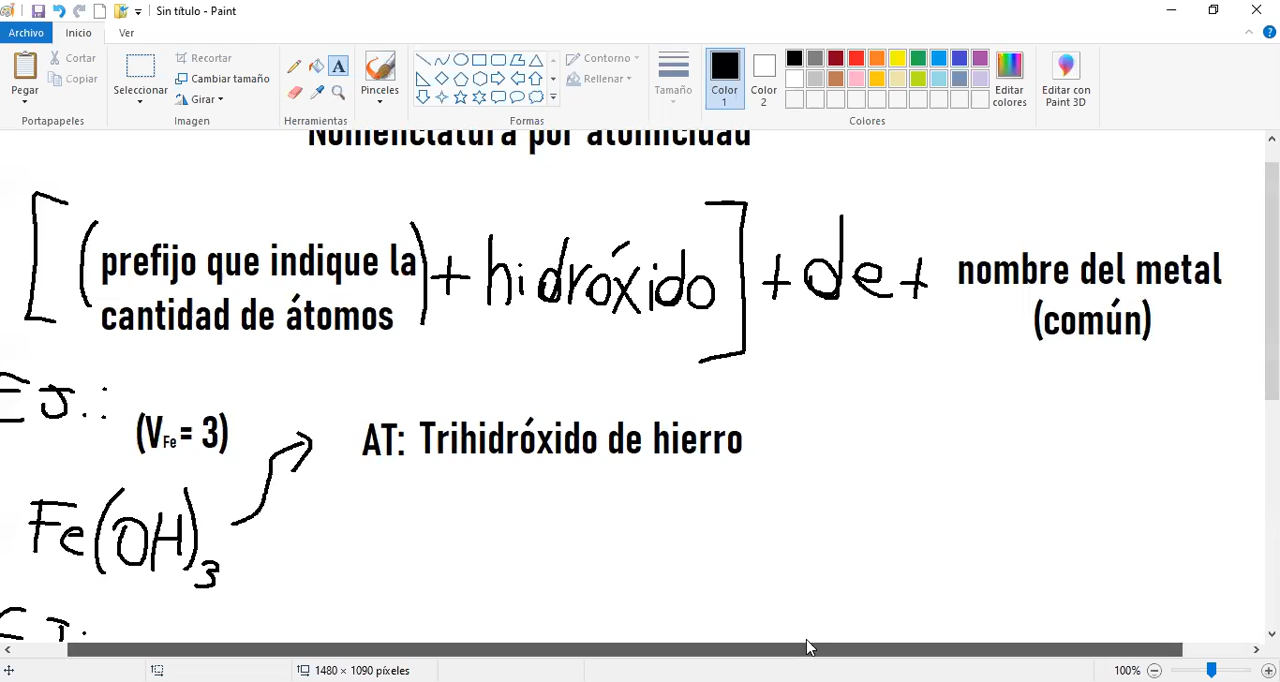 Sin título - Paint
Archivo Inicio Ver
Pegar
Cortar
Copiar
Portapapeles
Seleccionar
Recortar
Cambiar tamaño
Girar
Imagen
A
Herramientas
Pinceles
Contorno
Rellenar
Formas
Tamaño
Color 1
Color 2
Editar colores
Editar con Paint 3D
Colores
Nomenclatura por atomicidad
[(prefijo que indique la
cantidad de átomos) + hidróxido] + de + nombre del metal
(común)
EJ.:
(VFe = 3)
AT: Trihidróxido de hierro
Fe(OH)3
EJ:
1480 × 1090 píxeles
100%